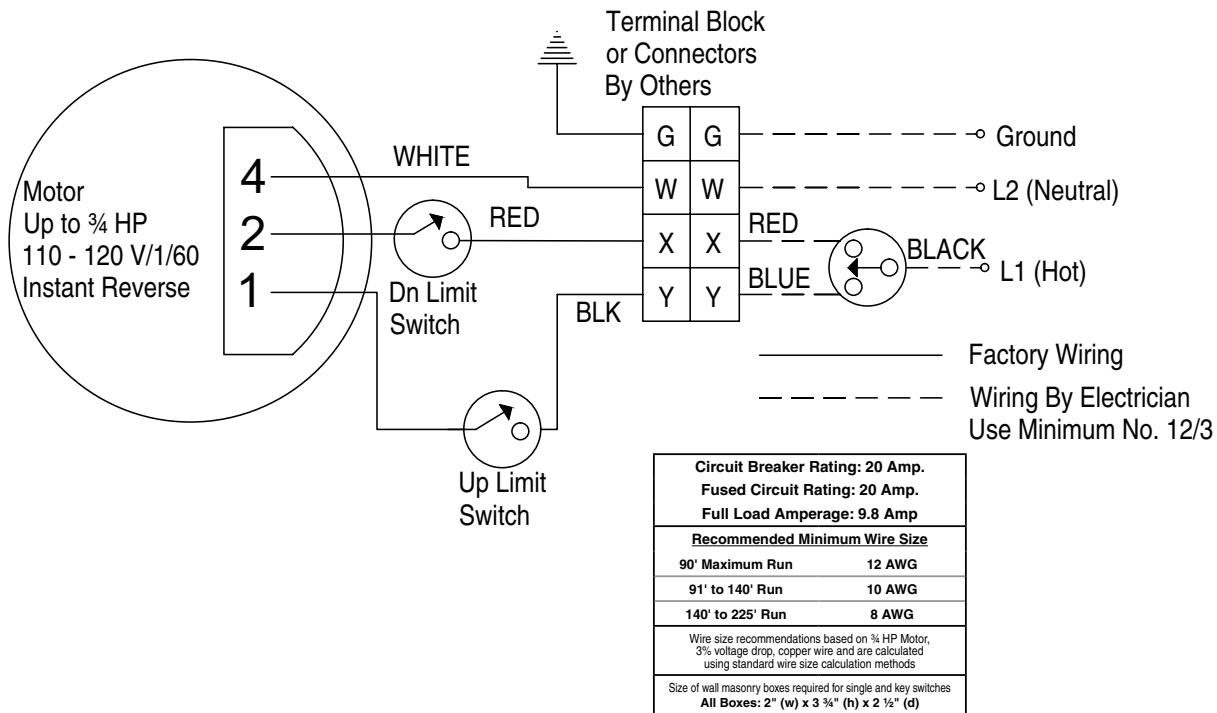 Terminal Block
or Connectors
By Others
G G
Ground
WHITE
W W
L2 (Neutral)
Motor
Up to ¾ HP
110 - 120 V/1/60
Instant Reverse
4
2
1
RED
X X
RED
BLACK
L1 (Hot)
Dn Limit
Switch
BLK
Y Y
BLUE
Up Limit
Switch
Factory Wiring
Wiring By Electrician
Use Minimum No. 12/3
Circuit Breaker Rating: 20 Amp.
Fused Circuit Rating: 20 Amp.
Full Load Amperage: 9.8 Amp
Recommended Minimum Wire Size
90' Maximum Run 12 AWG
91' to 140' Run 10 AWG
140' to 225' Run 8 AWG
Wire size recommendations based on ¾ HP Motor,
3% voltage drop, copper wire and are calculated
using standard wire size calculation methods
Size of wall masonry boxes required for single and key switches
All Boxes: 2" (w) x 3 ¾" (h) x 2 ½" (d)